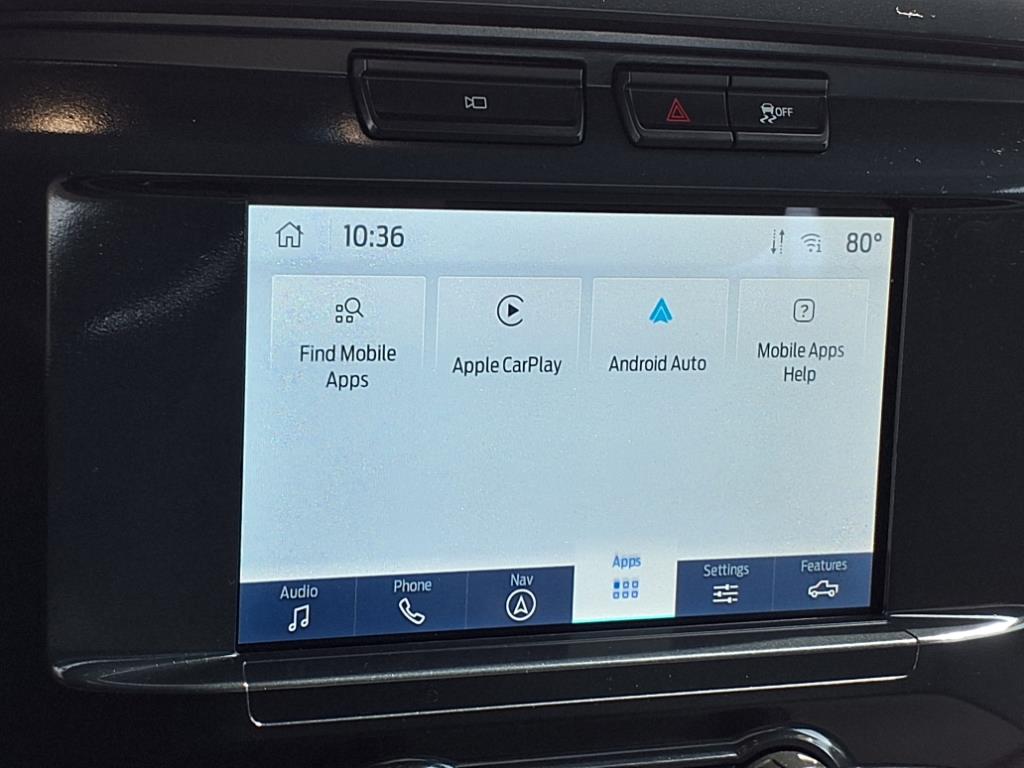 OFF
10:36
80°
Find Mobile
Apps
Apple CarPlay
Android Auto
Mobile Apps
Help
Audio
Phone
Nav
Apps
Settings
Features